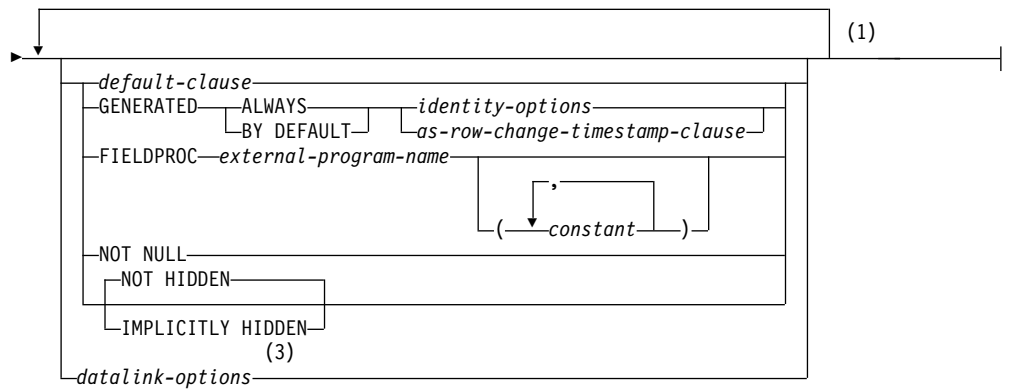 (1)
default-clause
GENERATED ALWAYS identity-options
BY DEFAULT as-row-change-timestamp-clause
FIELDPROC external-program-name
,
( constant )
NOT NULL
NOT HIDDEN
IMPLICITLY HIDDEN
(3)
datalink-options